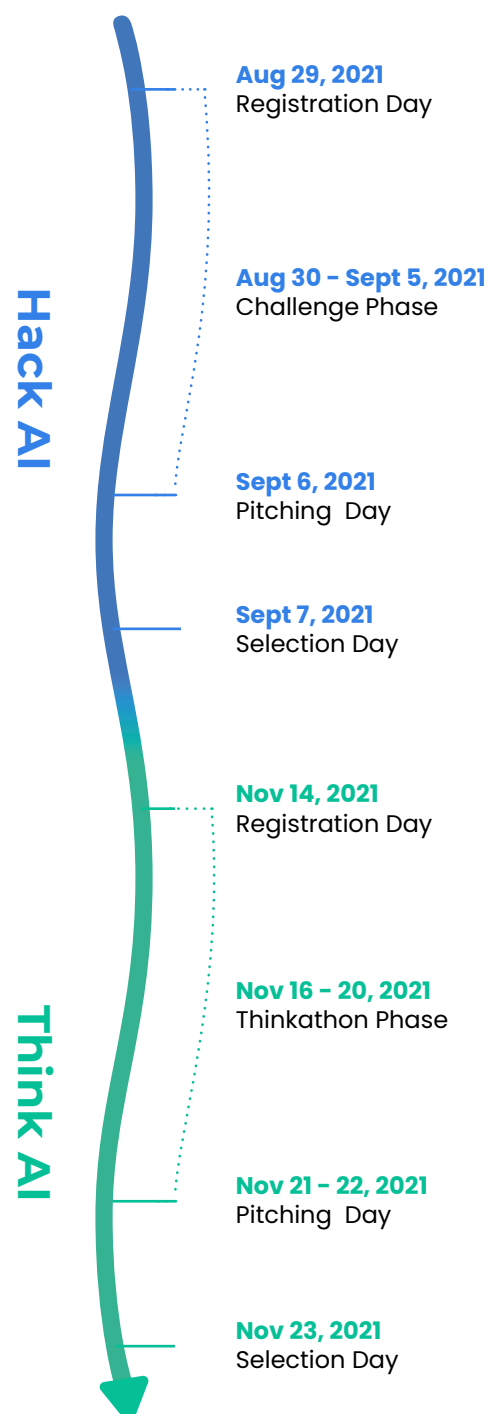 Hack AI
Aug 29, 2021
Registration Day
Aug 30 - Sept 5, 2021
Challenge Phase
Sept 6, 2021
Pitching  Day
Sept 7, 2021
Selection Day
Think AI
Nov 14, 2021
Registration Day
Nov 16 - 20, 2021
Thinkathon Phase
Nov 21 - 22, 2021
Pitching  Day
Nov 23, 2021
Selection Day